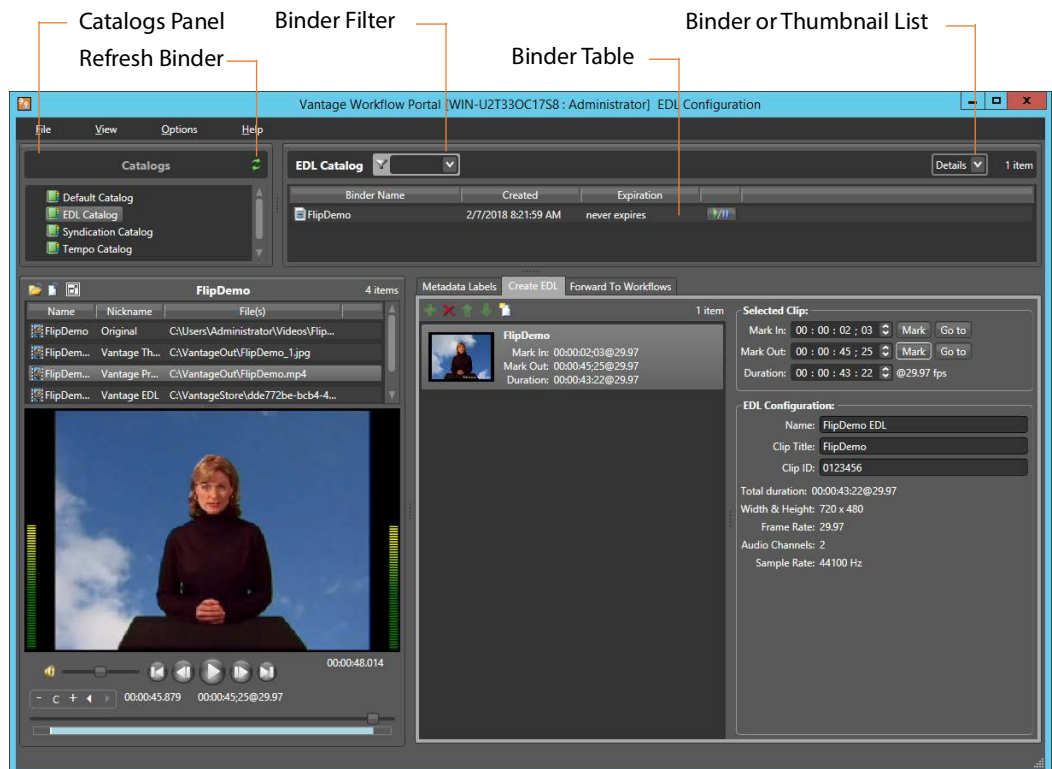 Catalogs Panel
Binder Filter
Binder or Thumbnail List
Refresh Binder
Binder Table
Vantage Workflow Portal [WIN-U2T33OC17S8 : Administrator] EDL Configuration
File View Options Help
Catalogs
EDL Catalog
Details
1 item
Default Catalog
EDL Catalog
Syndication Catalog
Tempo Catalog
Binder Name Created Expiration
FlipDemo 2/7/2018 8:21:59 AM never expires
FlipDemo 4 items
Name Nickname File(s)
FlipDemo Original C:\Users\Administrator\Videos\Flip...
FlipDem... Vantage Th... C:\VantageOut\FlipDemo_1.jpg
FlipDem... Vantage Pr... C:\VantageOut\FlipDemo.mp4
FlipDem... Vantage EDL C:\VantageStore\dde772be-bcb4-4...
00:00:48.014
- C +
00:00:45.879 00:00:45;25@29.97
Metadata Labels Create EDL Forward To Workflows
1 item
FlipDemo
Mark In: 00:00:02;03@29.97
Mark Out: 00:00:45;25@29.97
Duration: 00:00:43:22@29.97
Selected Clip:
Mark In: 00 : 00 : 02 ; 03 Mark Go to
Mark Out: 00 : 00 : 45 ; 25 Mark Go to
Duration: 00 : 00 : 43 : 22 @29.97 fps
EDL Configuration:
Name: FlipDemo EDL
Clip Title: FlipDemo
Clip ID: 0123456
Total duration: 00:00:43:22@29.97
Width & Height: 720 x 480
Frame Rate: 29.97
Audio Channels: 2
Sample Rate: 44100 Hz